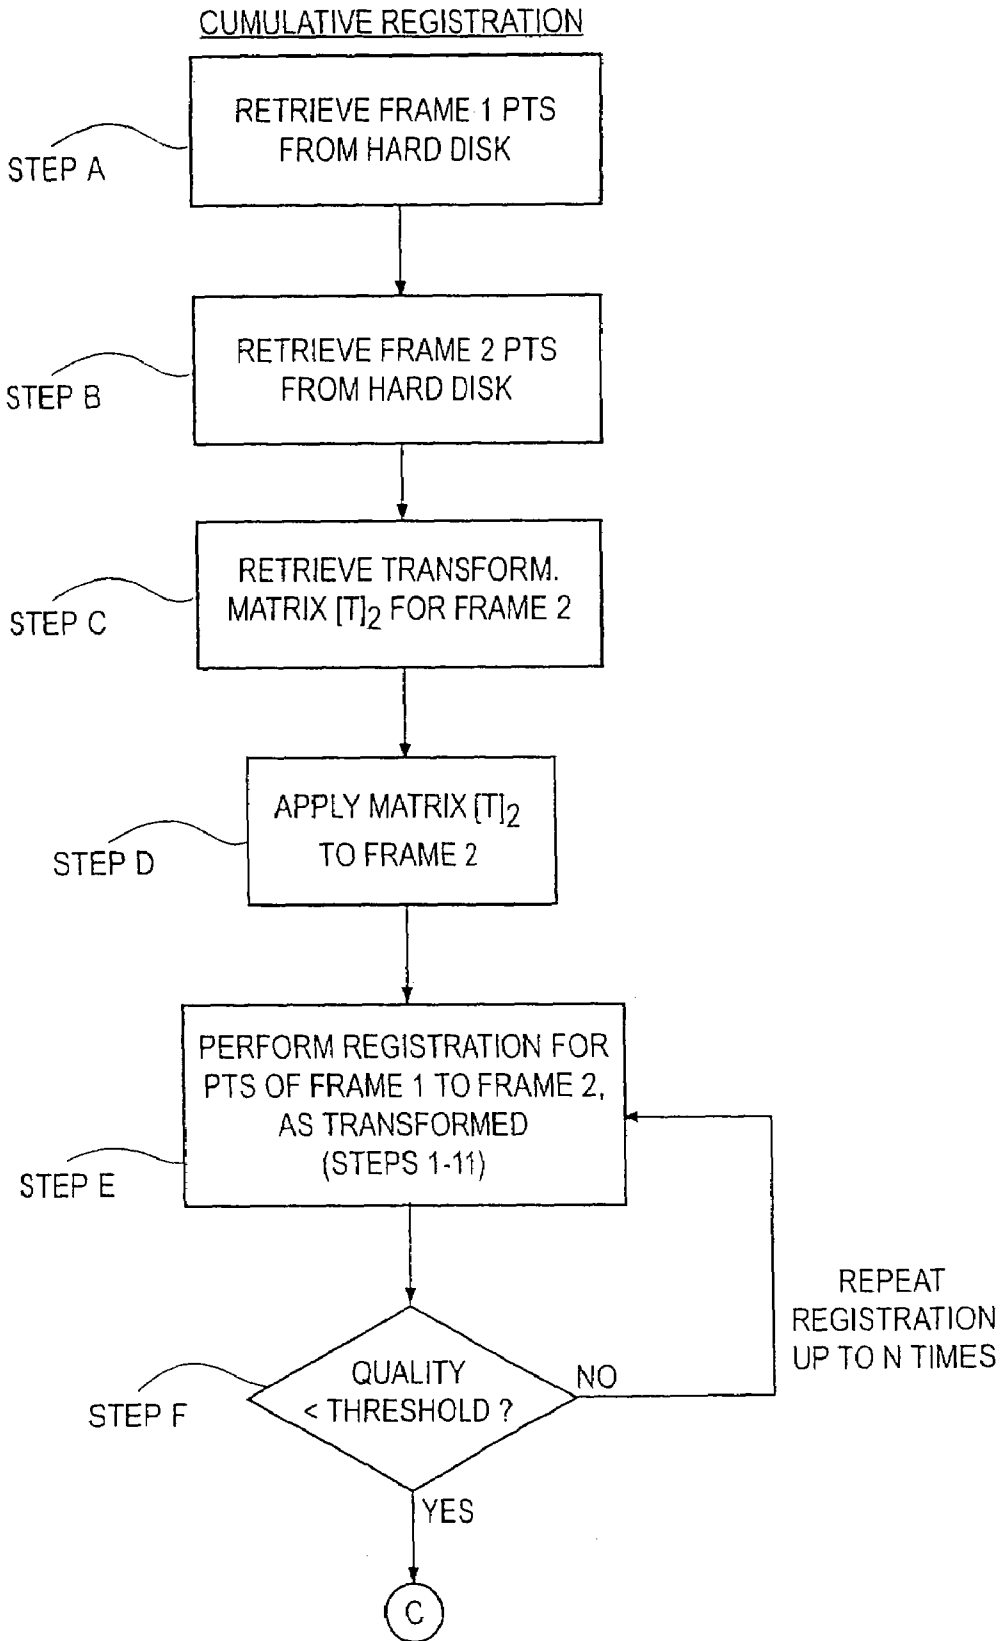 CUMULATIVE REGISTRATION
RETRIEVE FRAME 1 PTS
FROM HARD DISK
STEP A
RETRIEVE FRAME 2 PTS
FROM HARD DISK
STEP B
RETRIEVE TRANSFORM.
MATRIX [T]2 FOR FRAME 2
STEP C
APPLY MATRIX [T]2
TO FRAME 2
STEP D
PERFORM REGISTRATION FOR
PTS OF FRAME 1 TO FRAME 2,
AS TRANSFORMED
(STEPS 1-11)
STEP E
REPEAT
REGISTRATION
UP TO N TIMES
QUALITY
< THRESHOLD ?
NO
STEP F
YES
C